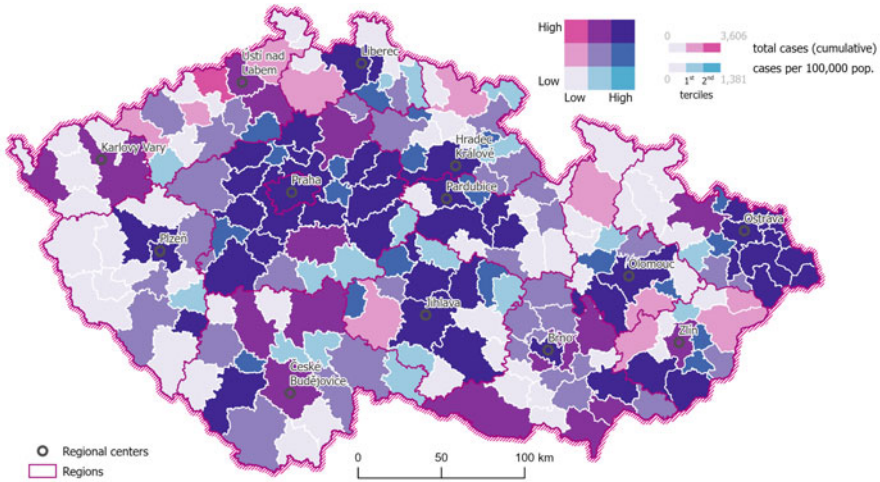 High
Low
Low High
0 3,606
total cases (cumulative)
cases per 100,000 pop.
0 1st 2nd 1,381
terciles
Liberec
Ústí nad
Labem
Karlovy Vary
Hradec
Králové
Praha
Pardubice
Plzeň
Ostrava
Olomouc
Jihlava
Brno
Zlín
České
Budějovice
Regional centers
Regions
0 50 100 km